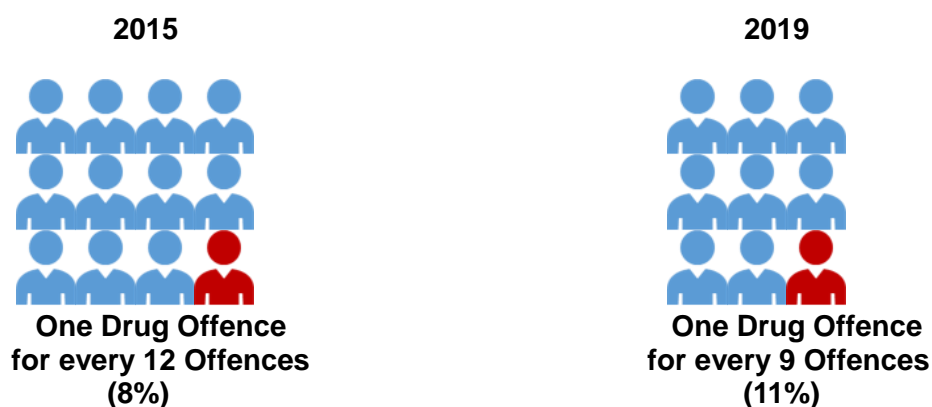 2015
2019
One Drug Offence
for every 12 Offences
(8%)
One Drug Offence
for every 9 Offences
(11%)